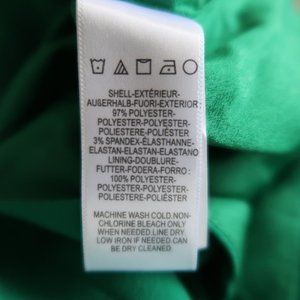 SHELL-EXTÉRIEUR-
AUßERHALB-FUORI-EXTERIOR :
97% POLYESTER-
POLYESTER-POLYESTER-
POLIESTERE-POLIÉSTER
3% SPANDEX-ÉLASTHANNE-
ELASTAN-ELASTAN-ELASTANO
LINING-DOUBLURE-
FUTTER-FODERA-FORRO :
100% POLYESTER-
POLYESTER-POLYESTER-
POLIESTERE-POLIÉSTER
MACHINE WASH COLD.NON-
CHLORINE BLEACH ONLY
WHEN NEEDED.LINE DRY.
LOW IRON IF NEEDED.CAN
BE DRY CLEANED.